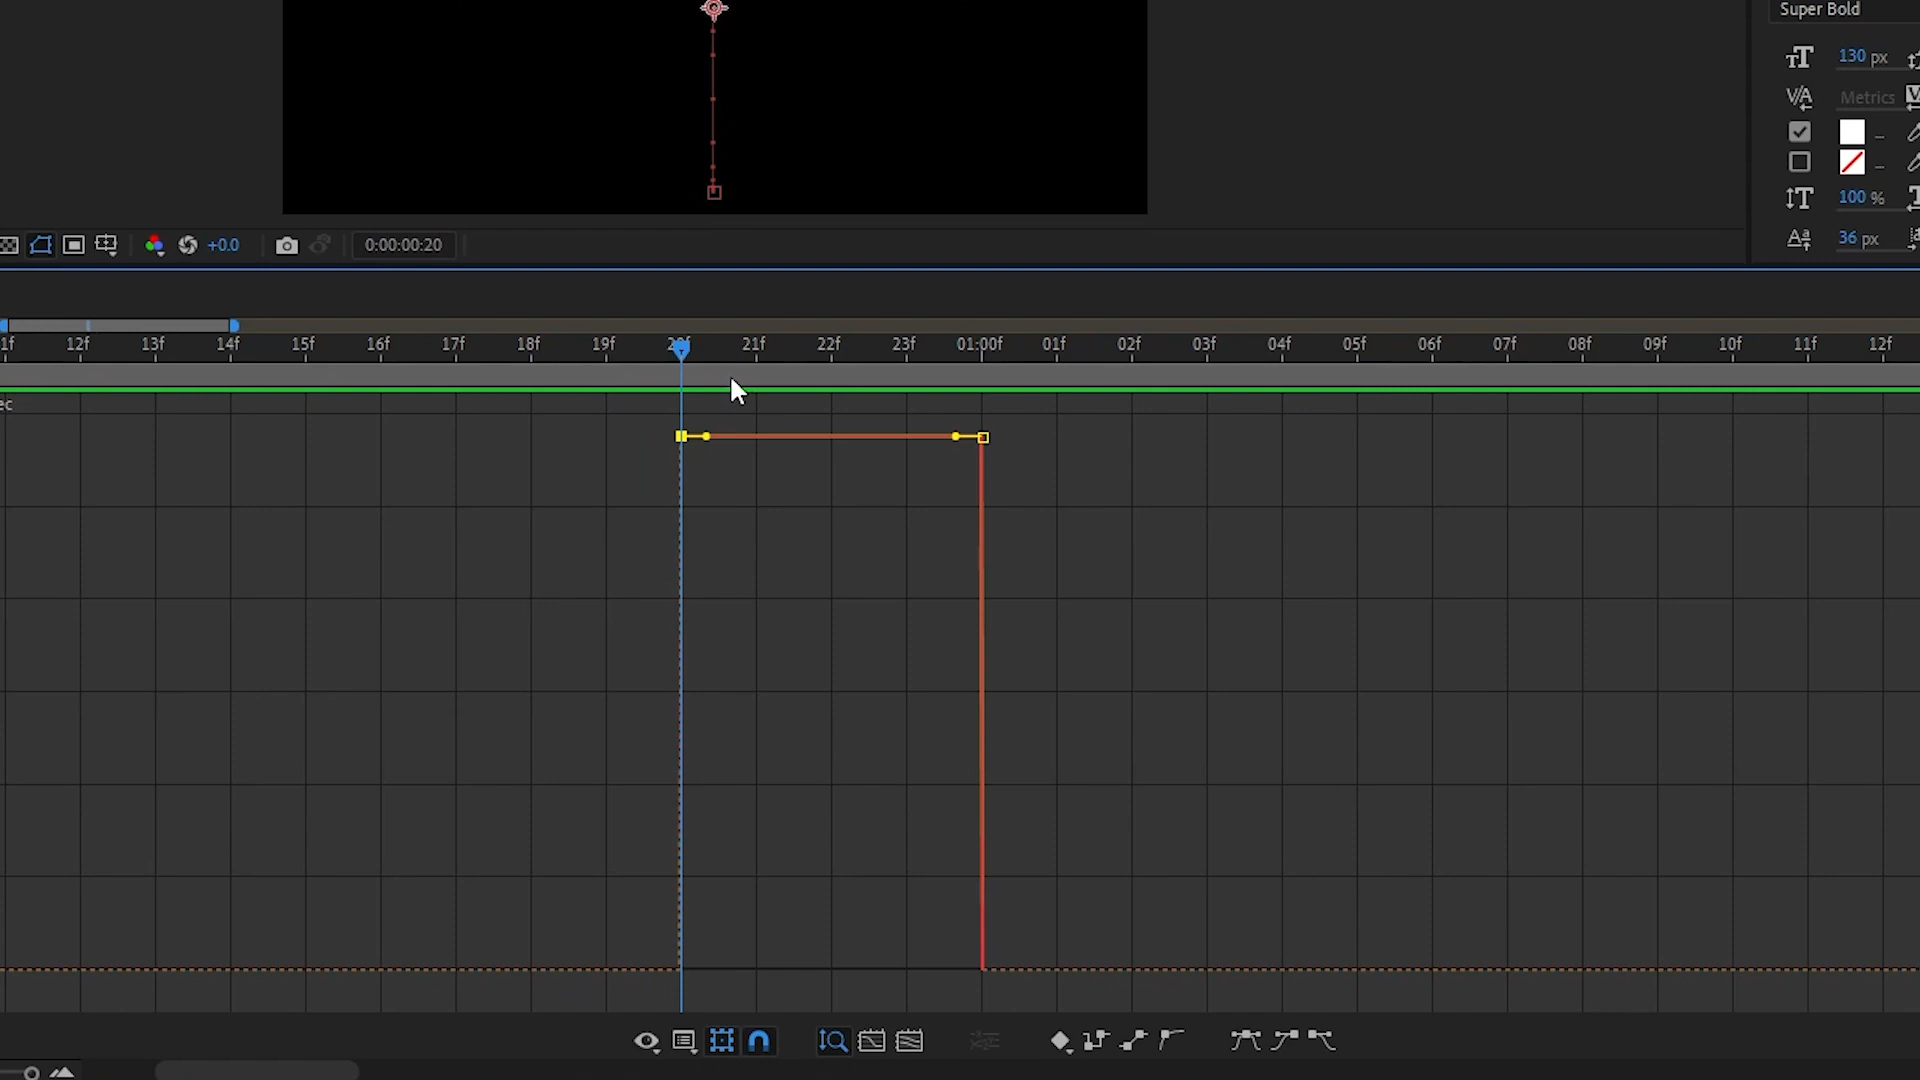 Super Bold
130 px
Metrics
100 %
+0.0
0:00:00:20
36 px
1f 12f 13f 14f 15f 16f 17f 18f 19f 21f 22f 23f 01:00f 01f 02f 03f 04f 05f 06f 07f 08f 09f 10f 11f 12f
ec